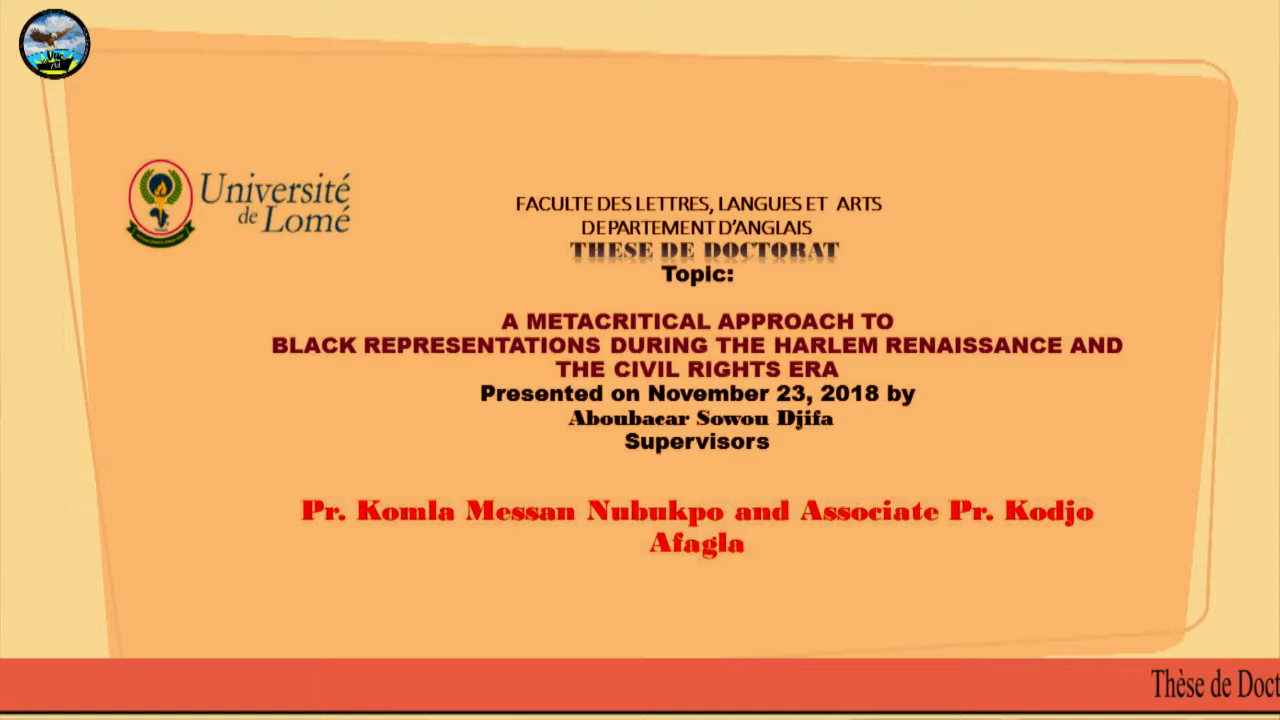 Université
de Lomé
FACULTE DES LETTRES, LANGUES ET ARTS
DEPARTEMENT D'ANGLAIS
THESE DE DOCTORAT
Topic:
A METACRITICAL APPROACH TO
BLACK REPRESENTATIONS DURING THE HARLEM RENAISSANCE AND
THE CIVIL RIGHTS ERA
Presented on November 23, 2018 by
Aboubacar Sowou Djifa
Supervisors
Pr. Komla Messan Nubukpo and Associate Pr. Kodjo
Afagla
Thèse de Doct